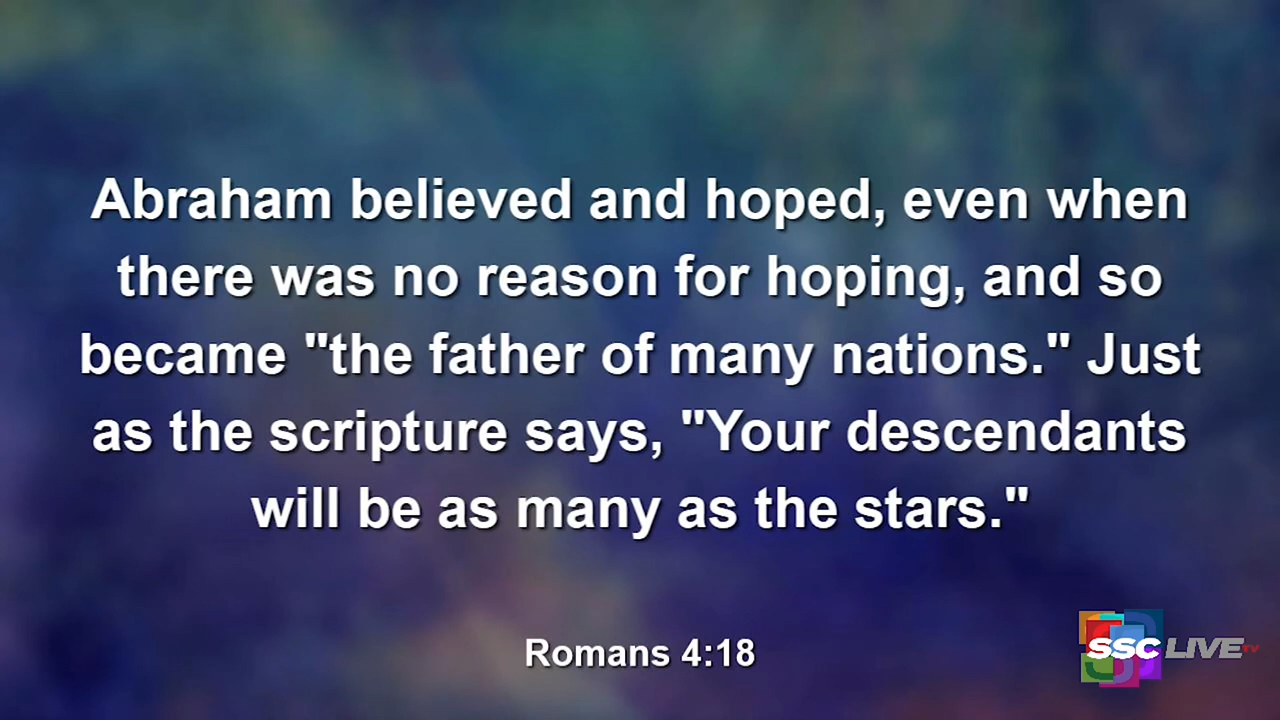 Abraham believed and hoped, even when
there was no reason for hoping, and so
became "the father of many nations." Just
as the scripture says, "Your descendants
will be as many as the stars."
Romans 4:18
SSC LIVE TV